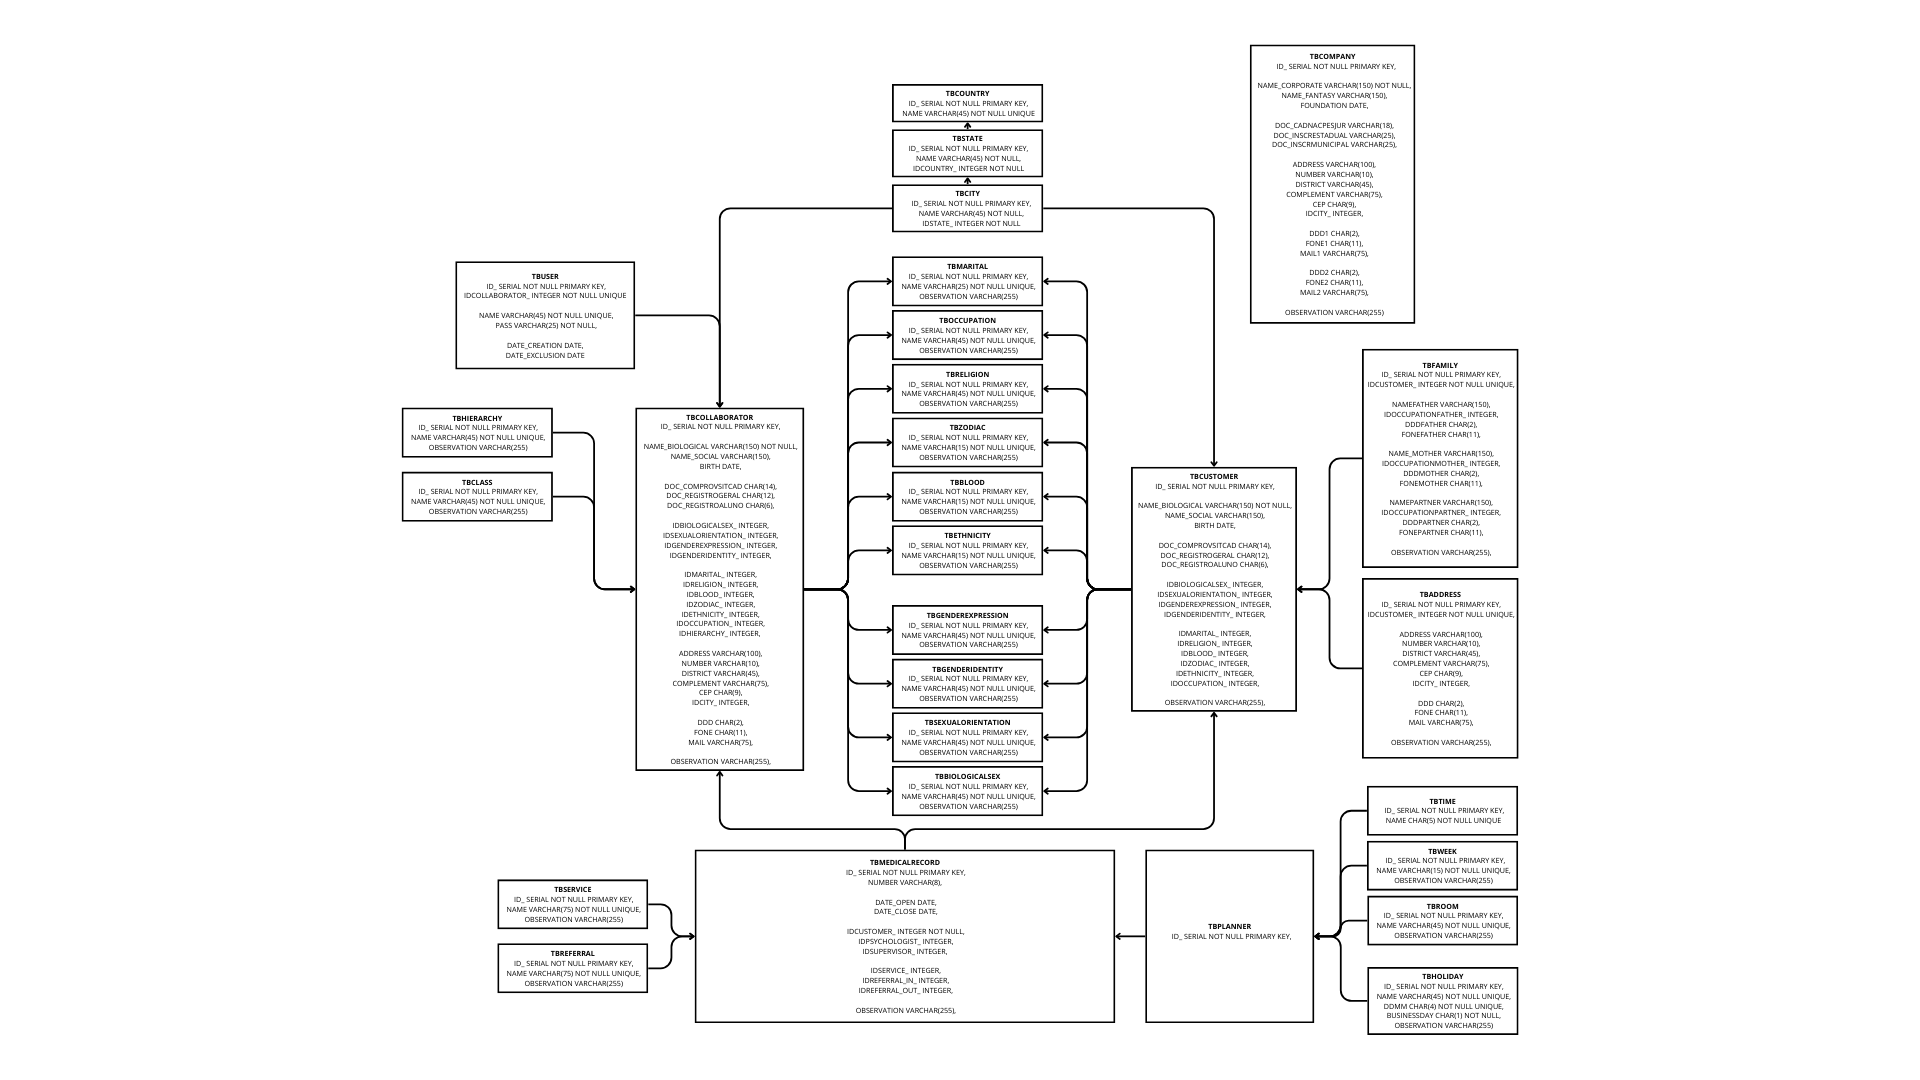 TBCOMPANY
ID_ SERIAL NOT NULL PRIMARY KEY,
NAME_CORPORATE VARCHAR(150) NOT NULL,
NAME_FANTASY VARCHAR(150),
FOUNDATION DATE,
DOC_CADNACPESJUR VARCHAR(18),
DOC_INSCRESTADUAL VARCHAR(25),
DOC_INSCRMUNICIPAL VARCHAR(25),
ADDRESS VARCHAR(100),
NUMBER VARCHAR(10),
DISTRICT VARCHAR(45),
COMPLEMENT VARCHAR(75),
CEP CHAR(9),
IDCITY_ INTEGER,
DDD1 CHAR(2),
FONE1 CHAR(11),
MAIL1 VARCHAR(75),
DDD2 CHAR(2),
FONE2 CHAR(11),
MAIL2 VARCHAR(75),
OBSERVATION VARCHAR(255)
TBCOUNTRY
ID_ SERIAL NOT NULL PRIMARY KEY,
NAME VARCHAR(45) NOT NULL UNIQUE
TBSTATE
ID_ SERIAL NOT NULL PRIMARY KEY,
NAME VARCHAR(45) NOT NULL,
IDCOUNTRY_ INTEGER NOT NULL
TBCITY
ID_ SERIAL NOT NULL PRIMARY KEY,
NAME VARCHAR(45) NOT NULL,
IDSTATE_ INTEGER NOT NULL
TBUSER
ID_ SERIAL NOT NULL PRIMARY KEY,
IDCOLLABORATOR_ INTEGER NOT NULL UNIQUE
NAME VARCHAR(45) NOT NULL UNIQUE,
PASS VARCHAR(25) NOT NULL,
DATE_CREATION DATE,
DATE_EXCLUSION DATE
TBHIERARCHY
ID_ SERIAL NOT NULL PRIMARY KEY,
NAME VARCHAR(45) NOT NULL UNIQUE,
OBSERVATION VARCHAR(255)
TBCLASS
ID_ SERIAL NOT NULL PRIMARY KEY,
NAME VARCHAR(45) NOT NULL UNIQUE,
OBSERVATION VARCHAR(255)
TBCOLLABORATOR
ID_ SERIAL NOT NULL PRIMARY KEY,
NAME_BIOLOGICAL VARCHAR(150) NOT NULL,
NAME_SOCIAL VARCHAR(150),
BIRTH DATE,
DOC_COMPROVSITCAD CHAR(14),
DOC_REGISTROGERAL CHAR(12),
DOC_REGISTROALUNO CHAR(6),
IDBIOLOGICALSEX_ INTEGER,
IDSEXUALORIENTATION_ INTEGER,
IDGENDEREXPRESSION_ INTEGER,
IDGENDERIDENTITY_ INTEGER,
IDMARITAL_ INTEGER,
IDRELIGION_ INTEGER,
IDBLOOD_ INTEGER,
IDZODIAC_ INTEGER,
IDETHNICITY_ INTEGER,
IDOCCUPATION_ INTEGER,
IDHIERARCHY_ INTEGER,
ADDRESS VARCHAR(100),
NUMBER VARCHAR(10),
DISTRICT VARCHAR(45),
COMPLEMENT VARCHAR(75),
CEP CHAR(9),
IDCITY_ INTEGER,
DDD CHAR(2),
FONE CHAR(11),
MAIL VARCHAR(75),
OBSERVATION VARCHAR(255),
TBMARITAL
ID_ SERIAL NOT NULL PRIMARY KEY,
NAME VARCHAR(25) NOT NULL UNIQUE,
OBSERVATION VARCHAR(255)
TBOCCUPATION
ID_ SERIAL NOT NULL PRIMARY KEY,
NAME VARCHAR(45) NOT NULL UNIQUE,
OBSERVATION VARCHAR(255)
TBRELIGION
ID_ SERIAL NOT NULL PRIMARY KEY,
NAME VARCHAR(45) NOT NULL UNIQUE,
OBSERVATION VARCHAR(255)
TBZODIAC
ID_ SERIAL NOT NULL PRIMARY KEY,
NAME VARCHAR(15) NOT NULL UNIQUE,
OBSERVATION VARCHAR(255)
TBBLOOD
ID_ SERIAL NOT NULL PRIMARY KEY,
NAME VARCHAR(15) NOT NULL UNIQUE,
OBSERVATION VARCHAR(255)
TBETHNICITY
ID_ SERIAL NOT NULL PRIMARY KEY,
NAME VARCHAR(15) NOT NULL UNIQUE,
OBSERVATION VARCHAR(255)
TBGENDEREXPRESSION
ID_ SERIAL NOT NULL PRIMARY KEY,
NAME VARCHAR(45) NOT NULL UNIQUE,
OBSERVATION VARCHAR(255)
TBGENDERIDENTITY
ID_ SERIAL NOT NULL PRIMARY KEY,
NAME VARCHAR(45) NOT NULL UNIQUE,
OBSERVATION VARCHAR(255)
TBSEXUALORIENTATION
ID_ SERIAL NOT NULL PRIMARY KEY,
NAME VARCHAR(45) NOT NULL UNIQUE,
OBSERVATION VARCHAR(255)
TBBIOLOGICALSEX
ID_ SERIAL NOT NULL PRIMARY KEY,
NAME VARCHAR(45) NOT NULL UNIQUE,
OBSERVATION VARCHAR(255)
TBCUSTOMER
ID_ SERIAL NOT NULL PRIMARY KEY,
NAME_BIOLOGICAL VARCHAR(150) NOT NULL,
NAME_SOCIAL VARCHAR(150),
BIRTH DATE,
DOC_COMPROVSITCAD CHAR(14),
DOC_REGISTROGERAL CHAR(12),
DOC_REGISTROALUNO CHAR(6),
IDBIOLOGICALSEX_ INTEGER,
IDSEXUALORIENTATION_ INTEGER,
IDGENDEREXPRESSION_ INTEGER,
IDGENDERIDENTITY_ INTEGER,
IDMARITAL_ INTEGER,
IDRELIGION_ INTEGER,
IDBLOOD_ INTEGER,
IDZODIAC_ INTEGER,
IDETHNICITY_ INTEGER,
IDOCCUPATION_ INTEGER,
OBSERVATION VARCHAR(255),
TBFAMILY
ID_ SERIAL NOT NULL PRIMARY KEY,
IDCUSTOMER_ INTEGER NOT NULL UNIQUE,
NAMEFATHER VARCHAR(150),
IDOCCUPATIONFATHER_ INTEGER,
DDDFATHER CHAR(2),
FONEFATHER CHAR(11),
NAME_MOTHER VARCHAR(150),
IDOCCUPATIONMOTHER_ INTEGER,
DDDMOTHER CHAR(2),
FONEMOTHER CHAR(11),
NAMEPARTNER VARCHAR(150),
IDOCCUPATIONPARTNER_ INTEGER,
DDDPARTNER CHAR(2),
FONEPARTNER CHAR(11),
OBSERVATION VARCHAR(255),
TBADDRESS
ID_ SERIAL NOT NULL PRIMARY KEY,
IDCUSTOMER_ INTEGER NOT NULL UNIQUE,
ADDRESS VARCHAR(100),
NUMBER VARCHAR(10),
DISTRICT VARCHAR(45),
COMPLEMENT VARCHAR(75),
CEP CHAR(9),
IDCITY_ INTEGER,
DDD CHAR(2),
FONE CHAR(11),
MAIL VARCHAR(75),
OBSERVATION VARCHAR(255),
TBSERVICE
ID_ SERIAL NOT NULL PRIMARY KEY,
NAME VARCHAR(75) NOT NULL UNIQUE,
OBSERVATION VARCHAR(255)
TBREFERRAL
ID_ SERIAL NOT NULL PRIMARY KEY,
NAME VARCHAR(75) NOT NULL UNIQUE,
OBSERVATION VARCHAR(255)
TBMEDICALRECORD
ID_ SERIAL NOT NULL PRIMARY KEY,
NUMBER VARCHAR(8),
DATE_OPEN DATE,
DATE_CLOSE DATE,
IDCUSTOMER_ INTEGER NOT NULL,
IDPSYCHOLOGIST_ INTEGER,
IDSUPERVISOR_ INTEGER,
IDSERVICE_ INTEGER,
IDREFERRAL_IN_ INTEGER,
IDREFERRAL_OUT_ INTEGER,
OBSERVATION VARCHAR(255),
TBPLANNER
ID_ SERIAL NOT NULL PRIMARY KEY,
TBTIME
ID_ SERIAL NOT NULL PRIMARY KEY,
NAME CHAR(5) NOT NULL UNIQUE
TBWEEK
ID_ SERIAL NOT NULL PRIMARY KEY,
NAME VARCHAR(15) NOT NULL UNIQUE,
OBSERVATION VARCHAR(255)
TBROOM
ID_ SERIAL NOT NULL PRIMARY KEY,
NAME VARCHAR(45) NOT NULL UNIQUE,
OBSERVATION VARCHAR(255)
TBHOLIDAY
ID_ SERIAL NOT NULL PRIMARY KEY,
NAME VARCHAR(45) NOT NULL UNIQUE,
DDMM CHAR(4) NOT NULL UNIQUE,
BUSINESSDAY CHAR(1) NOT NULL,
OBSERVATION VARCHAR(255)